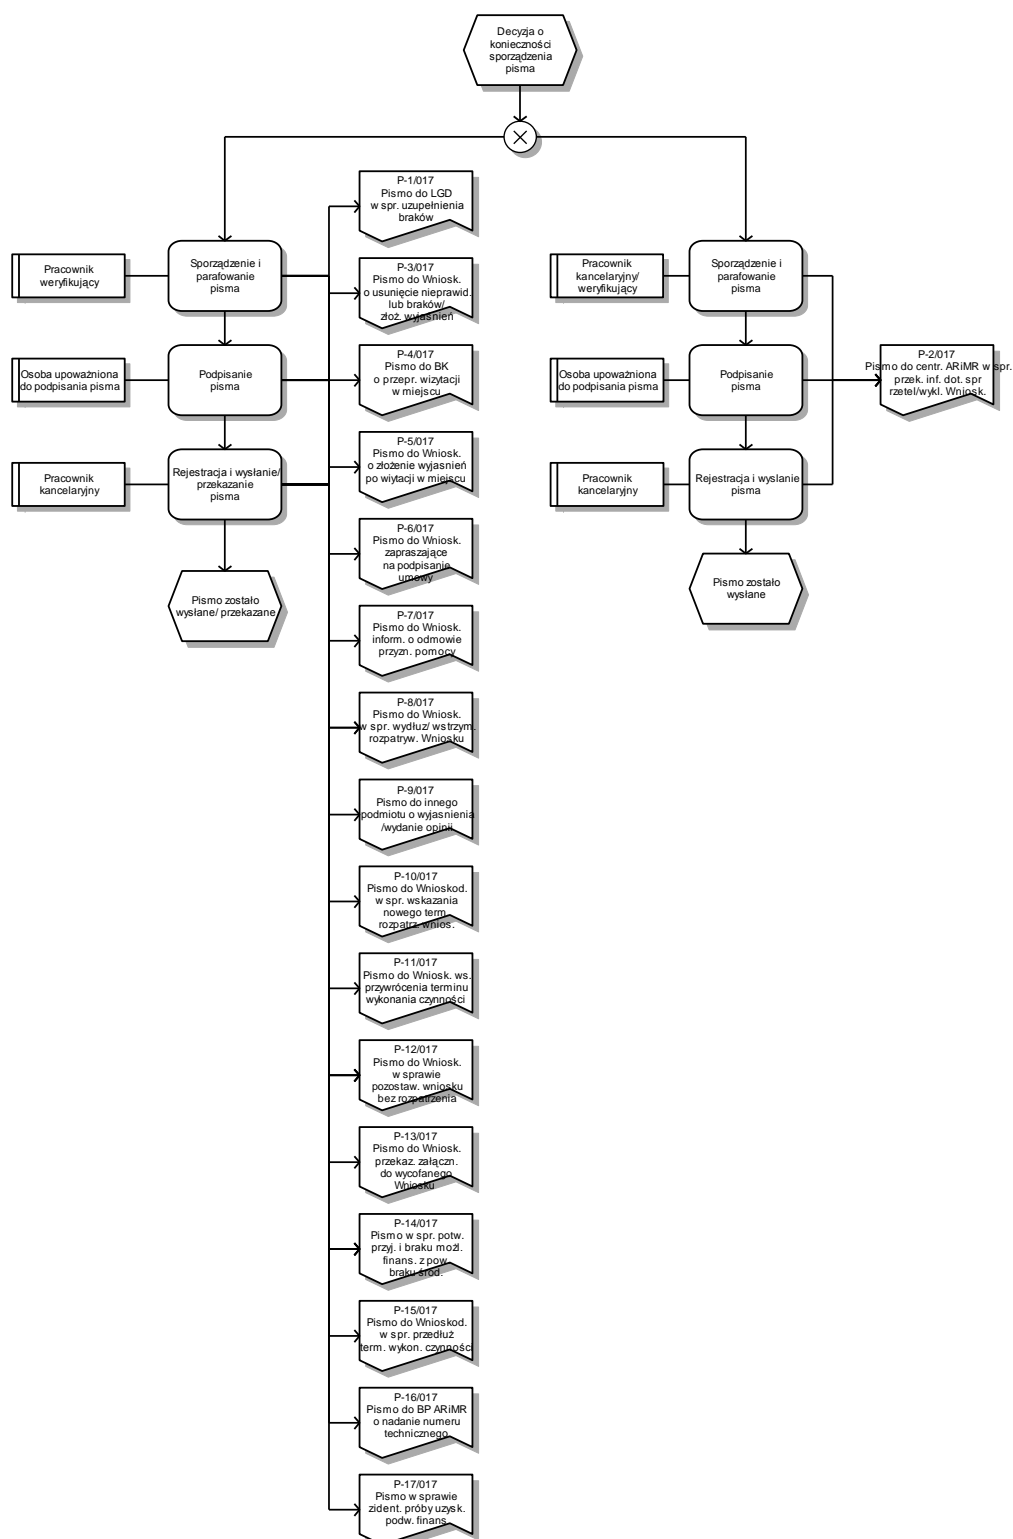 Decyzja o
konieczności
sporządzenia
pisma
P-1/017
Pismo do LGD
w spr. uzupełnienia
braków
Pracownik
weryfikujący
Sporządzenie i
parafowanie
pisma
P-3/017
Pismo do Wniosk.
o usunięcie nieprawid.
lub braków/
złoż. wyjaśnień
Pracownik
kancelaryjny/
weryfikujący
Sporządzenie i
parafowanie
pisma
Osoba upoważniona
do podpisania pisma
Podpisanie
pisma
P-4/017
Pismo do BK
o przepr. wizytacji
w miejscu
Osoba upoważniona
do podpisania pisma
Podpisanie
pisma
P-2/017
Pismo do centr. ARiMR w spr.
przek. inf. dot. spr
rzetel/wykl. Wniosk.
Pracownik
kancelaryjny
Rejestracja i wysłanie/
przekazanie
pisma
P-5/017
Pismo do Wniosk.
o złożenie wyjasnień
po wiytacji w miejscu
Pracownik
kancelaryjny
Rejestracja i wyslanie
pisma
Pismo zostało
wysłane/ przekazane
P-6/017
Pismo do Wniosk.
zapraszające
na podpisanie
umowy
Pismo zostało
wysłane
P-7/017
Pismo do Wniosk.
inform. o odmowie
przyzn. pomocy
P-8/017
Pismo do Wniosk.
w spr. wydłuz/ wstrzym.
rozpatryw. Wniosku
P-9/017
Pismo do innego
podmiotu o wyjasnienia
/wydanie opinii
P-10/017
Pismo do Wnioskod.
w spr. wskazania
nowego term.
rozpatrz. wnios.
P-11/017
Pismo do Wniosk. ws.
przywrócenia terminu
wykonania czynności
P-12/017
Pismo do Wniosk.
w sprawie
pozostaw. wniosku
bez rozpatrzenia
P-13/017
Pismo do Wniosk.
przekaz. załączn.
do wycofanego
Wniosku
P-14/017
Pismo w spr. potw.
przyj. i braku możl.
finans. z pow.
braku środ.
P-15/017
Pismo do Wnioskod.
w spr. przedłuż
term. wykon. czynności
P-16/017
Pismo do BP ARiMR
o nadanie numeru
technicznego
P-17/017
Pismo w sprawie
zident. próby uzysk.
podw. finans